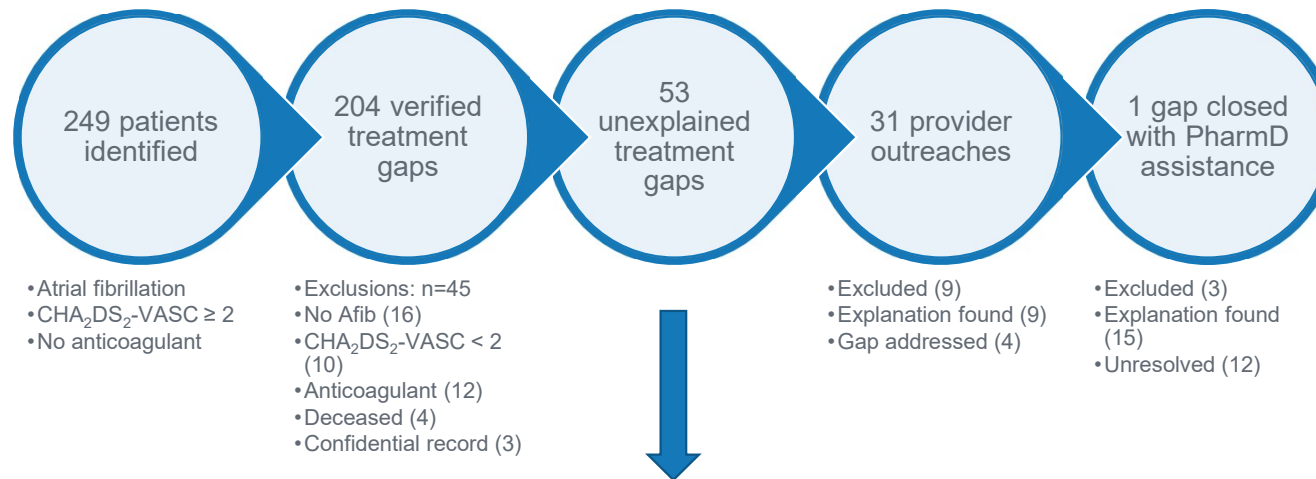 249 patients
identified
204 verified
treatment
gaps
53
unexplained
treatment
gaps
31 provider
outreaches
1 gap closed
with PharmD
assistance
•Atrial fibrillation
•CHA₂DS₂-VASC ≥ 2
•No anticoagulant
•Exclusions: n=45
•No Afib (16)
•CHA₂DS₂-VASC < 2
(10)
•Anticoagulant (12)
•Deceased (4)
•Confidential record (3)
•Excluded (9)
•Explanation found (9)
•Gap addressed (4)
•Excluded (3)
•Explanation found
(15)
•Unresolved (12)